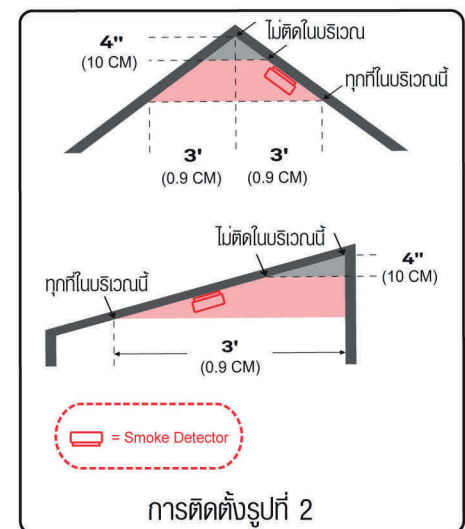 ไม่ติดในบริเวณ
4"
(10 CM)
ทุกที่ในบริเวณนี้
3' 3'
(0.9 CM) (0.9 CM)
ไม่ติดในบริเวณนี้
4"
(10 CM)
ทุกที่ในบริเวณนี้
3'
(0.9 CM)
= Smoke Detector
การติดตั้งรูปที่ 2